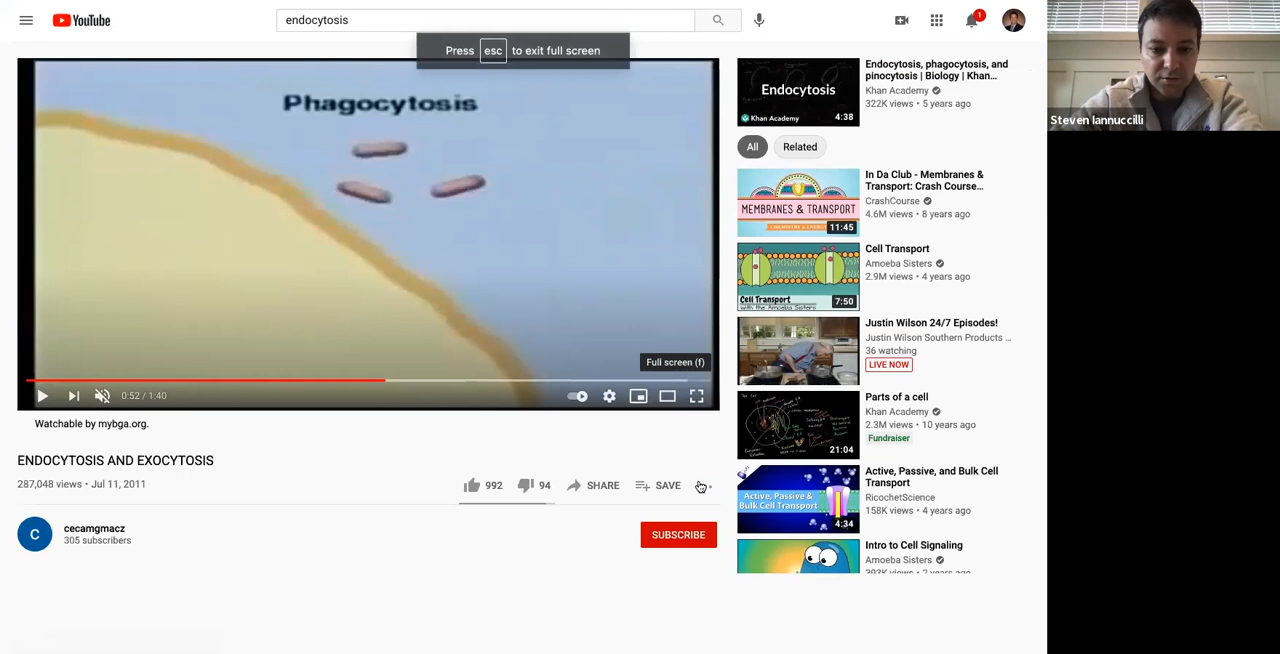 YouTube
endocytosis
1
Press esc to exit full screen
Phagocytosis
Full screen (f)
0:52 / 1:40
Watchable by mybga.org.
ENDOCYTOSIS AND EXOCYTOSIS
287,048 views • Jul 11, 2011
992
94
SHARE
SAVE
C
cecamgmacz
305 subscribers
SUBSCRIBE
Endocytosis
Khan Academy
4:38
Endocytosis, phagocytosis, and
pinocytosis | Biology | Khan...
Khan Academy
322K views • 5 years ago
All
Related
MEMBRANES & TRANSPORT
11:45
In Da Club - Membranes &
Transport: Crash Course...
CrashCourse
4.6M views • 8 years ago
Cell Transport
with the Amoeba Sisters
7:50
Cell Transport
Amoeba Sisters
2.9M views • 4 years ago
Justin Wilson 24/7 Episodes!
Justin Wilson Southern Products ...
36 watching
LIVE NOW
21:04
Parts of a cell
Khan Academy
2.3M views • 10 years ago
Fundraiser
Active, Passive &
Bulk Cell Transport
4:34
Active, Passive, and Bulk Cell
Transport
RicochetScience
158K views • 4 years ago
Intro to Cell Signaling
Amoeba Sisters
Steven Iannuccilli